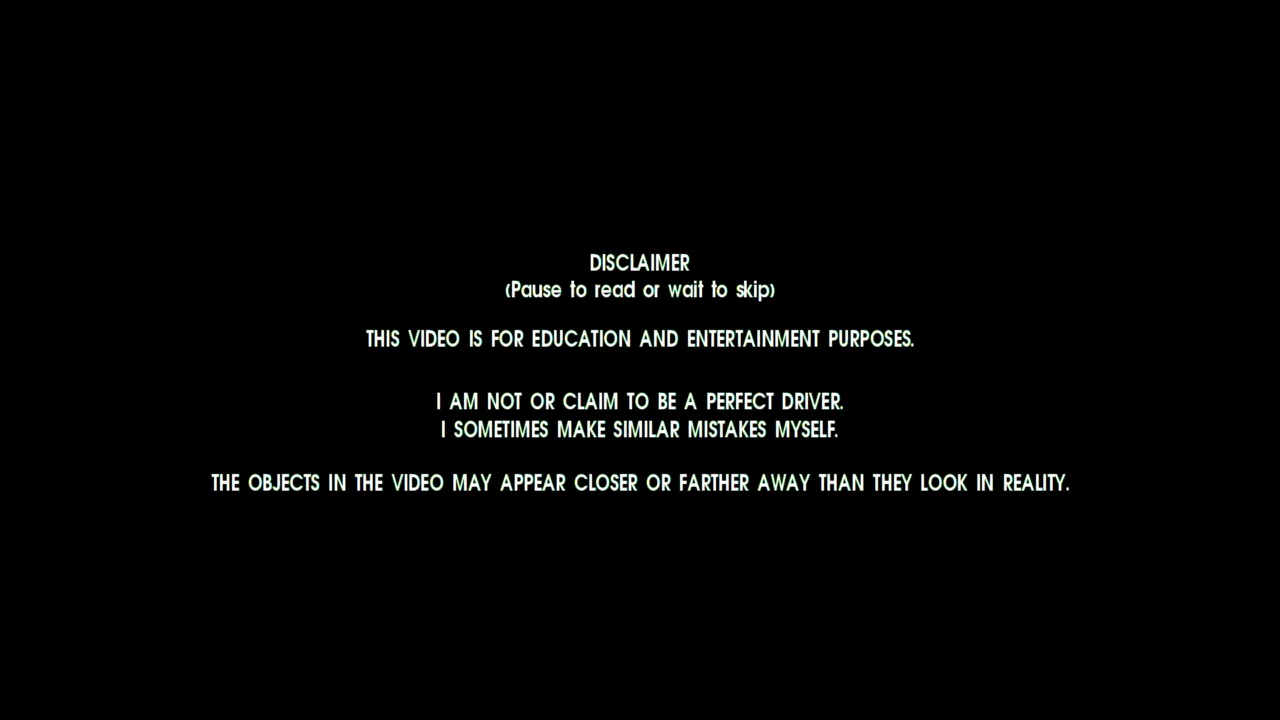 DISCLAIMER
(Pause to read or wait to skip)
THIS VIDEO IS FOR EDUCATION AND ENTERTAINMENT PURPOSES.
I AM NOT OR CLAIM TO BE A PERFECT DRIVER.
I SOMETIMES MAKE SIMILAR MISTAKES MYSELF.
THE OBJECTS IN THE VIDEO MAY APPEAR CLOSER OR FARTHER AWAY THAN THEY LOOK IN REALITY.